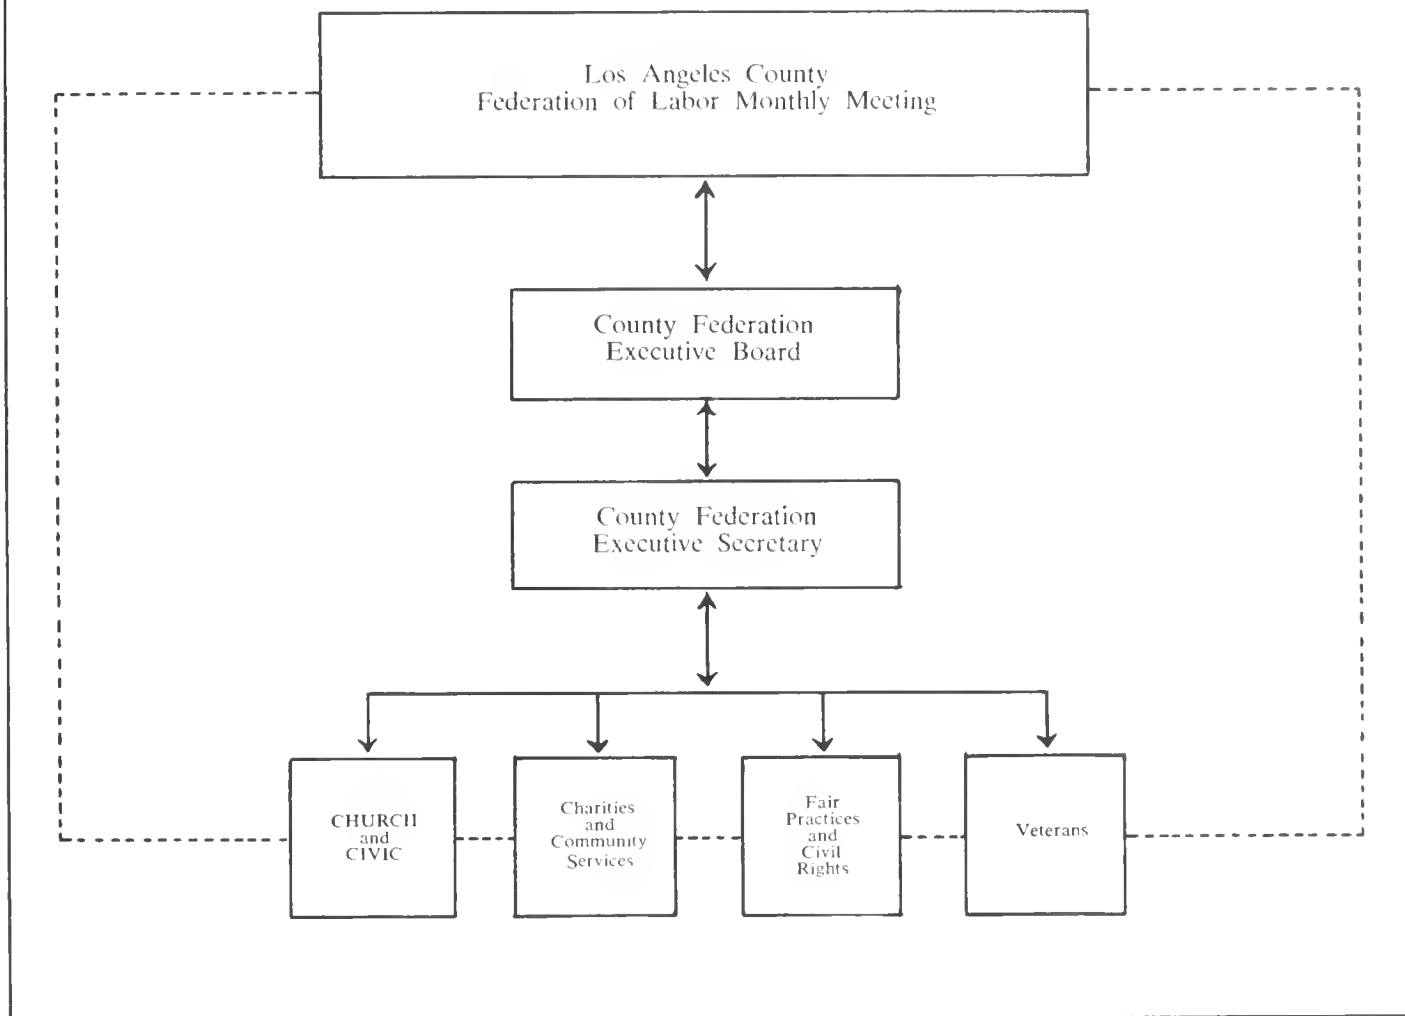 Los Angeles County
Federation of Labor Monthly Meeting
County Federation
Executive Board
County Federation
Executive Secretary
CHURCH
and
CIVIC
Charities
and
Community
Services
Fair
Practices
and
Civil
Rights
Veterans